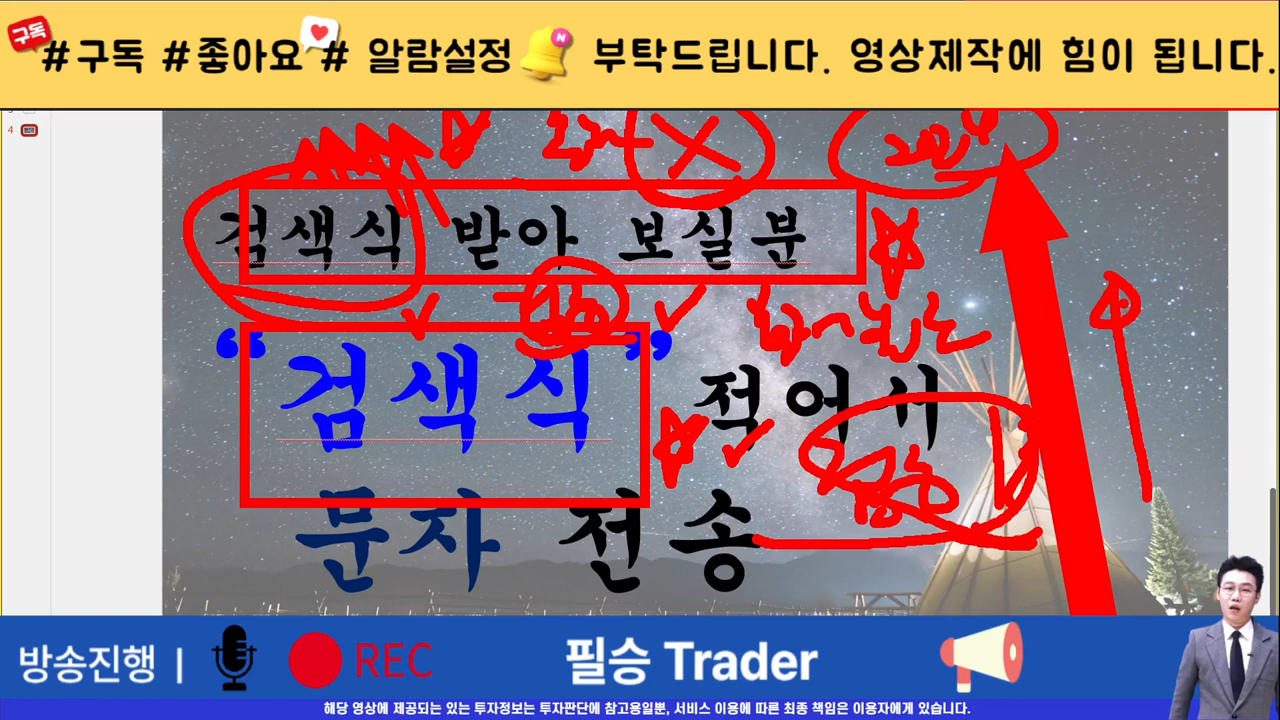 구독
#구독 #좋아요 # 알람설정 N 부탁드립니다. 영상제작에 힘이 됩니다.
4
검색식 받아 보실분
“검색식” 적어서
문자 전송
방송진행 | REC 필승 Trader
해당 영상에 제공되는 있는 투자정보는 투자판단에 참고용일뿐, 서비스 이용에 따른 최종 책임은 이용자에게 있습니다.